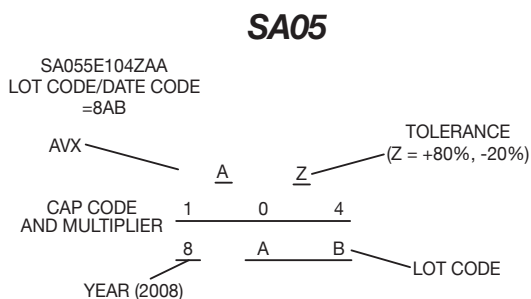 SA05
SA055E104ZAA
LOT CODE/DATE CODE
=8AB
AVX
TOLERANCE
(Z = +80%, -20%)
A Z
CAP CODE
AND MULTIPLIER
1 0 4
8 A B
LOT CODE
YEAR (2008)